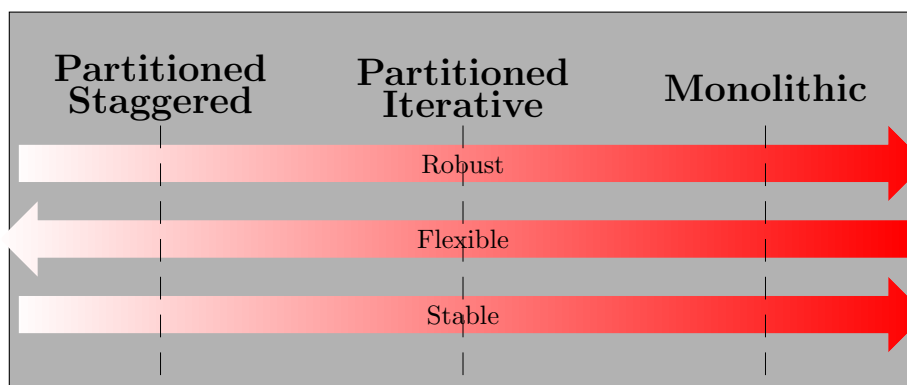 Partitioned
Staggered
Partitioned
Iterative
Monolithic
Robust
Flexible
Stable